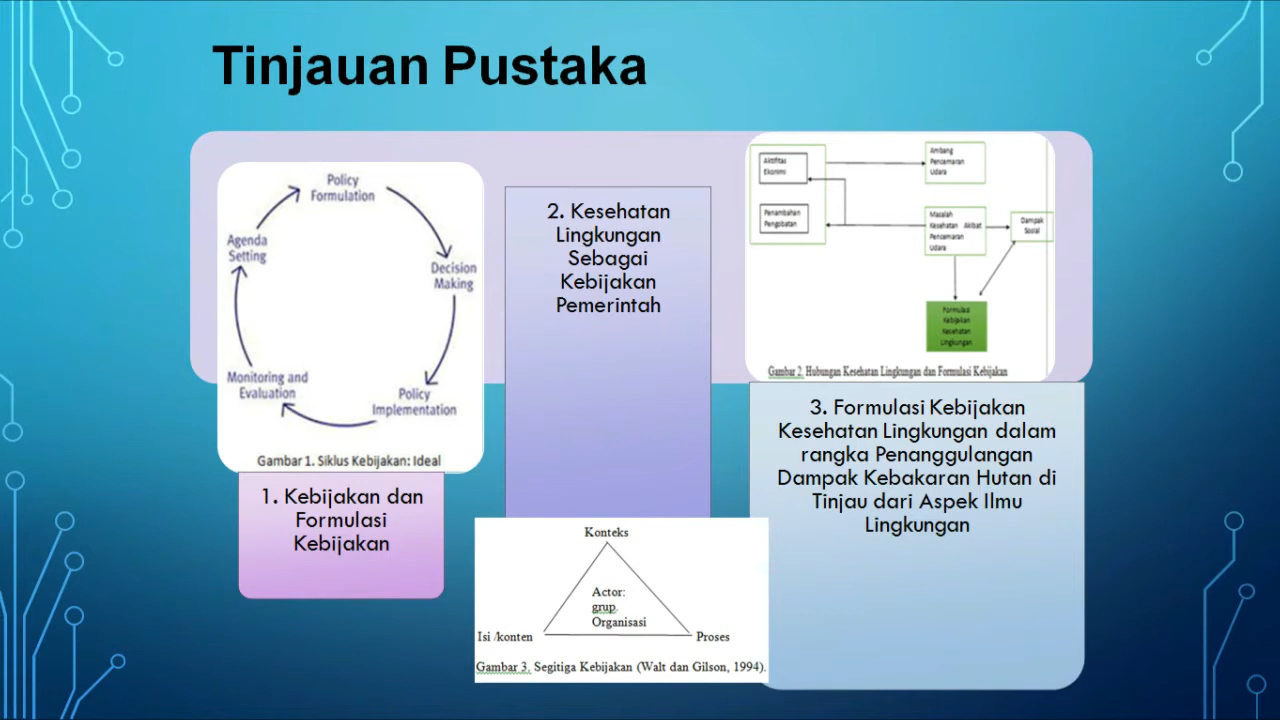 Tinjauan Pustaka
Policy
Formulation
Decision
Making
Policy
Implementation
Monitoring and
Evaluation
Agenda
Setting
Gambar 1. Siklus Kebijakan: Ideal
1. Kebijakan dan
Formulasi
Kebijakan
2. Kesehatan
Lingkungan
Sebagai
Kebijakan
Pemerintah
Konteks
Actor:
grup.
Organisasi
Isi /konten
Proses
Gambar 3. Segitiga Kebijakan (Walt dan Gilson, 1994).
Aktifitas
Ekonimi
Penambahan
Pengobatan
Ambang
Pencemaran
Udara
Masalah
Kesehatan Akibat
Pencemaran
Udara
Dampak
Sosial
Formulus
Kebijakan
Kesehatan
Lingkungan
Gambar 2. Hubungan Kesehatan Lingkungan dan Formulasi Kebijakan
3. Formulasi Kebijakan
Kesehatan Lingkungan dalam
rangka Penanggulangan
Dampak Kebakaran Hutan di
Tinjau dari Aspek Ilmu
Lingkungan